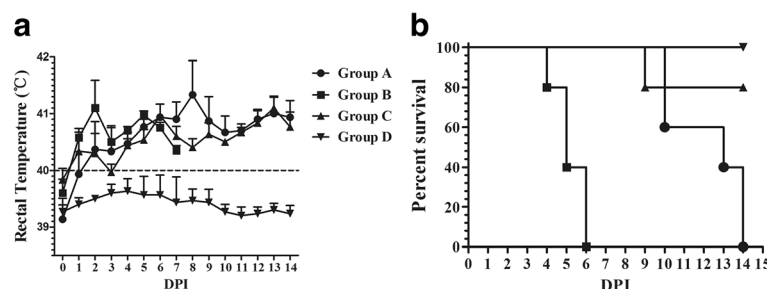 a
Rectal Temperature (℃)
42
41
40
39
0 1 2 3 4 5 6 7 8 9 10 11 12 13 14
DPI
Group A
Group B
Group C
Group D
b
Percent survival
100
80
60
40
20
0
0 1 2 3 4 5 6 7 8 9 10 11 12 13 14 15
DPI